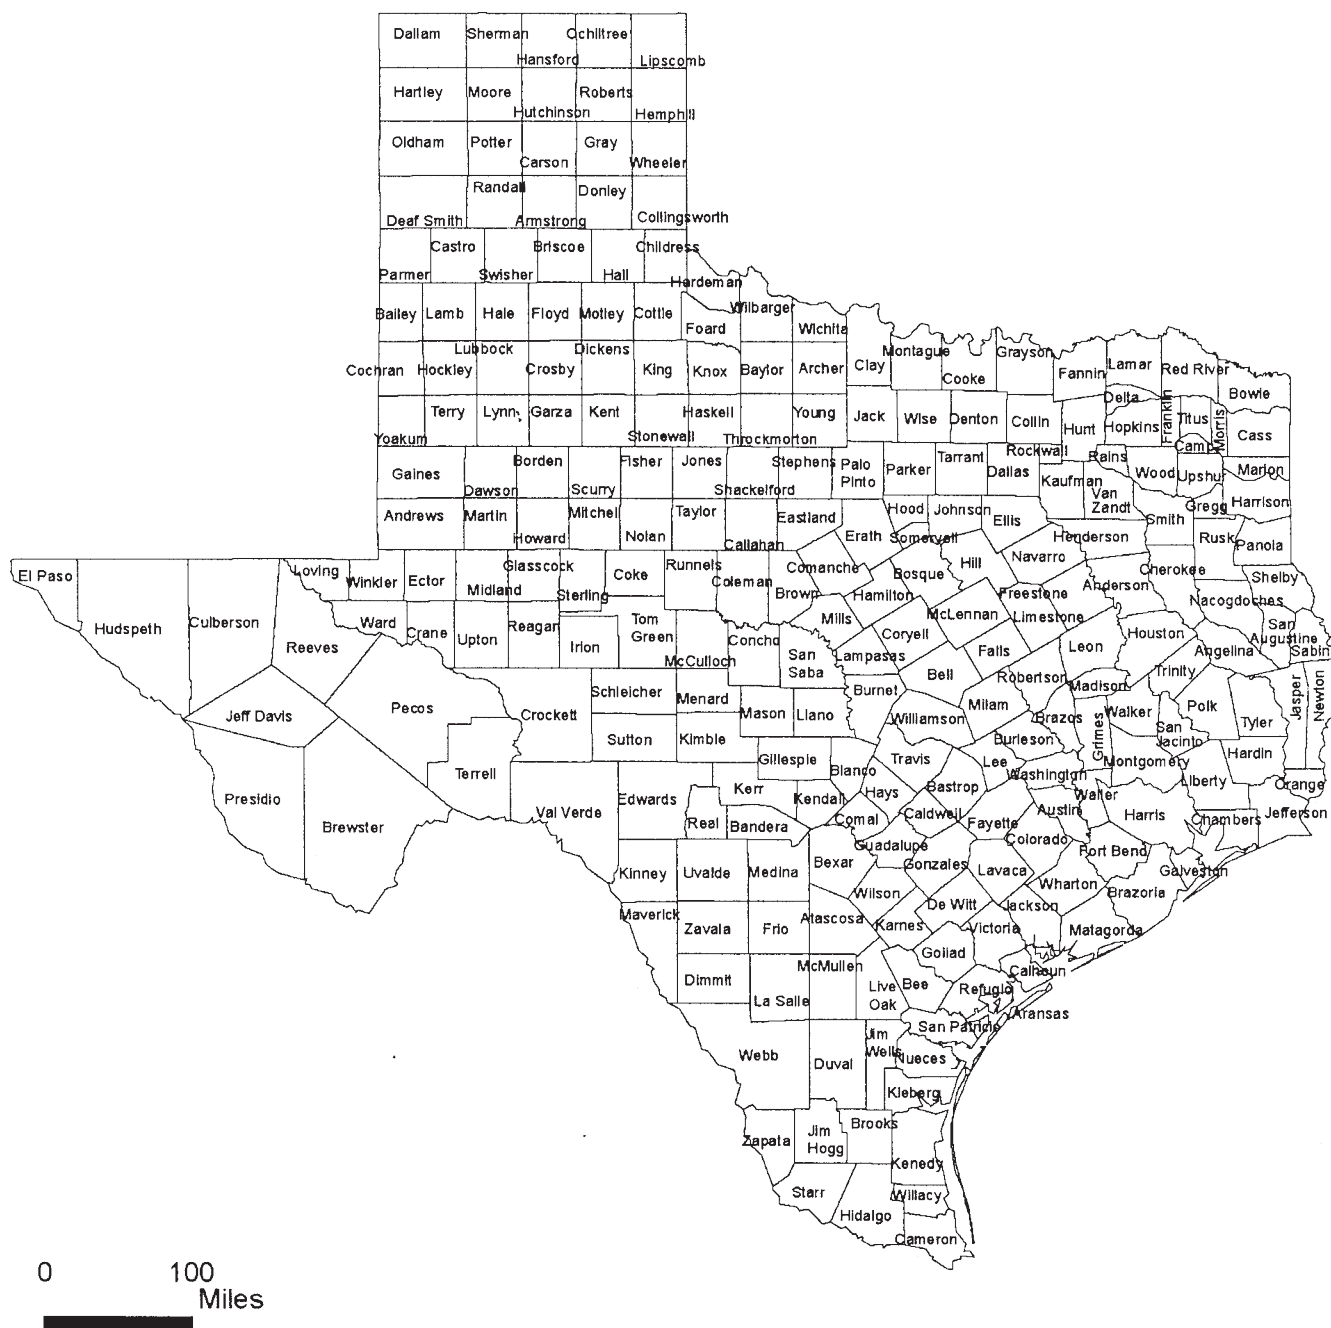 Dallam Sherman Ochiltree
Hansford Lipscomb
Hartley Moore Roberts
Hutchinson Hemphill
Oldham Potter Gray
Carson Wheeler
Randall Donley
Deaf Smith Armstrong Collingsworth
Castro Briscoe Childress
Parmer Swisher Hall
Hardeman
Bailey Lamb Hale Floyd Motley Cottle Wilbarger
Foard Wichita
Lubbock Dickens Montague Grayson
Cochran Hockley Crosby King Knox Baylor Archer Clay Cooke Fannin Lamar Red River
Delta Bowie
Terry Lynn Garza Kent Haskell Young Jack Wise Denton Collin Hunt Hopkins Franklin Titus Morris
Yoakum Stonewall Throckmorton Camp Cass
Gaines Borden Fisher Jones Stephens Palo
Pinto Parker Tarrant Rockwall Rains
Dallas Kaufman Wood Upshur Marion
Dawson Scurry Shackelford Van
Zandt
Andrews Martin Mitchel Taylor Eastland Hood Johnson Ellis Smith Gregg Harrison
Howard Nolan Callahan Erath Somervell Henderson Rusk Panola
El Paso Loving Winkler Ector Glasscock Coke Runnels Comanche Bosque Hill Navarro Cherokee Shelby
Midland Sterling Coleman Brown Hamilton Freestone Anderson Nacogdoches
Hudspeth Culberson Ward Crane Upton Reagan Tom
Green Mills McLennan Limestone San
Augustine
Reeves Irion McCulloch Concho San
Saba Lampasas Coryell Falls Leon Houston Angelina Sabin
Schleicher Menard Burnet Bell Robertson Madison Trinity
Jeff Davis Pecos Crockett Mason Llano Williamson Milam Brazos Grimes Walker San
Jacinto Polk Tyler Jasper Newton
Sutton Kimble Burleson Hardin
Terrell Gillespie Blanco Travis Lee Washington Montgomery Liberty Orange
Presidio Brewster Val Verde Edwards Kerr Kendall Hays Bastrop Austin Waller Harris Chambers Jefferson
Real Bandera Comal Caldwell Fayette Colorado
Kinney Uvalde Medina Bexar Guadalupe Gonzales Lavaca Fort Bend Galveston
Wilson Wharton Brazoria
Maverick Zavala Frio Atascosa Karnes De Witt Jackson
Victoria Matagorda
Dimmit La Salle McMullen Live
Oak Bee Goliad Calhoun
Refugio
Aransas
Webb Duval Jim
Wells San Patricio
Nueces
Kleberg
Zapata Jim
Hogg Brooks
Kenedy
Starr Willacy
Hidalgo
Cameron
0 100
Miles